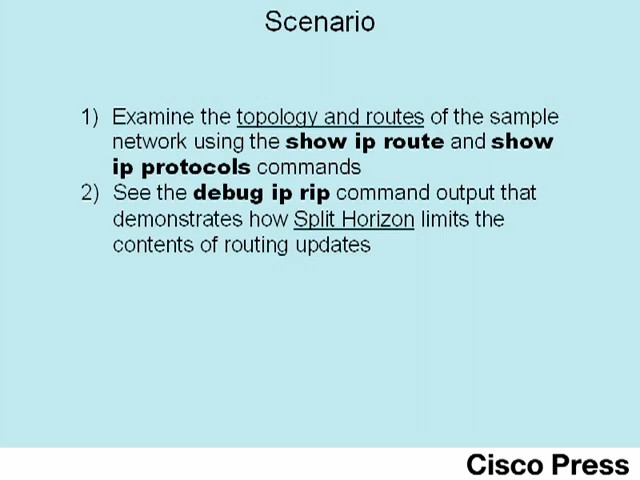 Scenario
1) Examine the topology and routes of the sample
network using the show ip route and show
ip protocols commands
2) See the debug ip rip command output that
demonstrates how Split Horizon limits the
contents of routing updates
Cisco Press